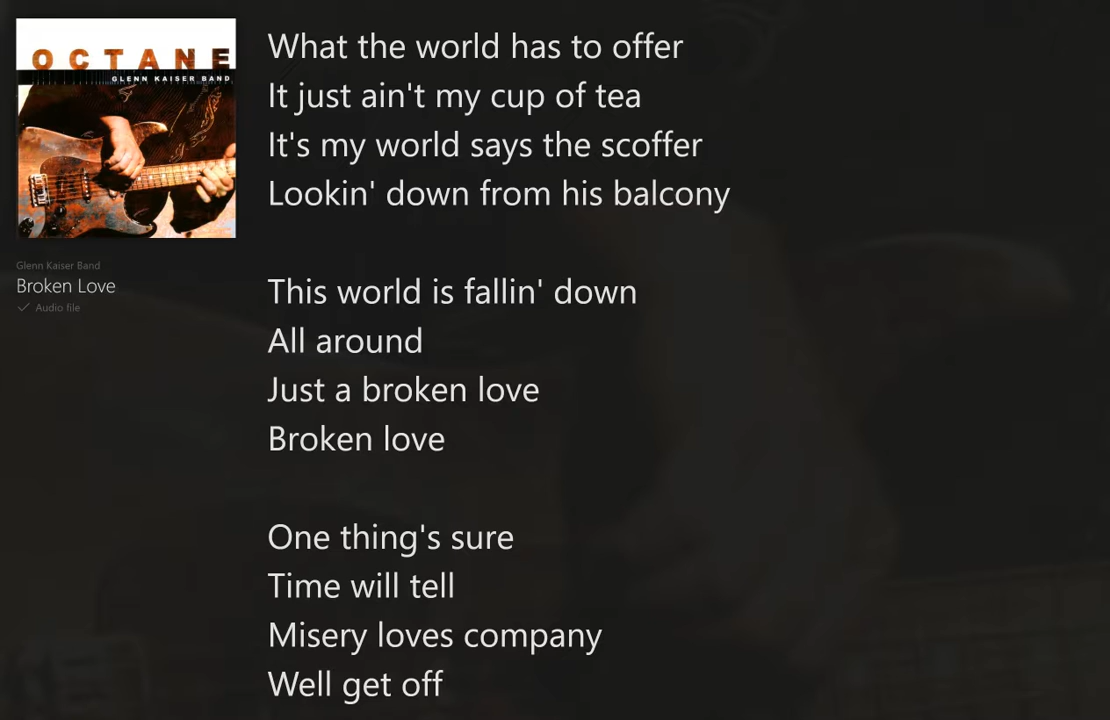 OCTANE
GLENN KAISER BAND
Glenn Kaiser Band
Broken Love
Audio file
What the world has to offer
It just ain't my cup of tea
It's my world says the scoffer
Lookin' down from his balcony
This world is fallin' down
All around
Just a broken love
Broken love
One thing's sure
Time will tell
Misery loves company
Well get off